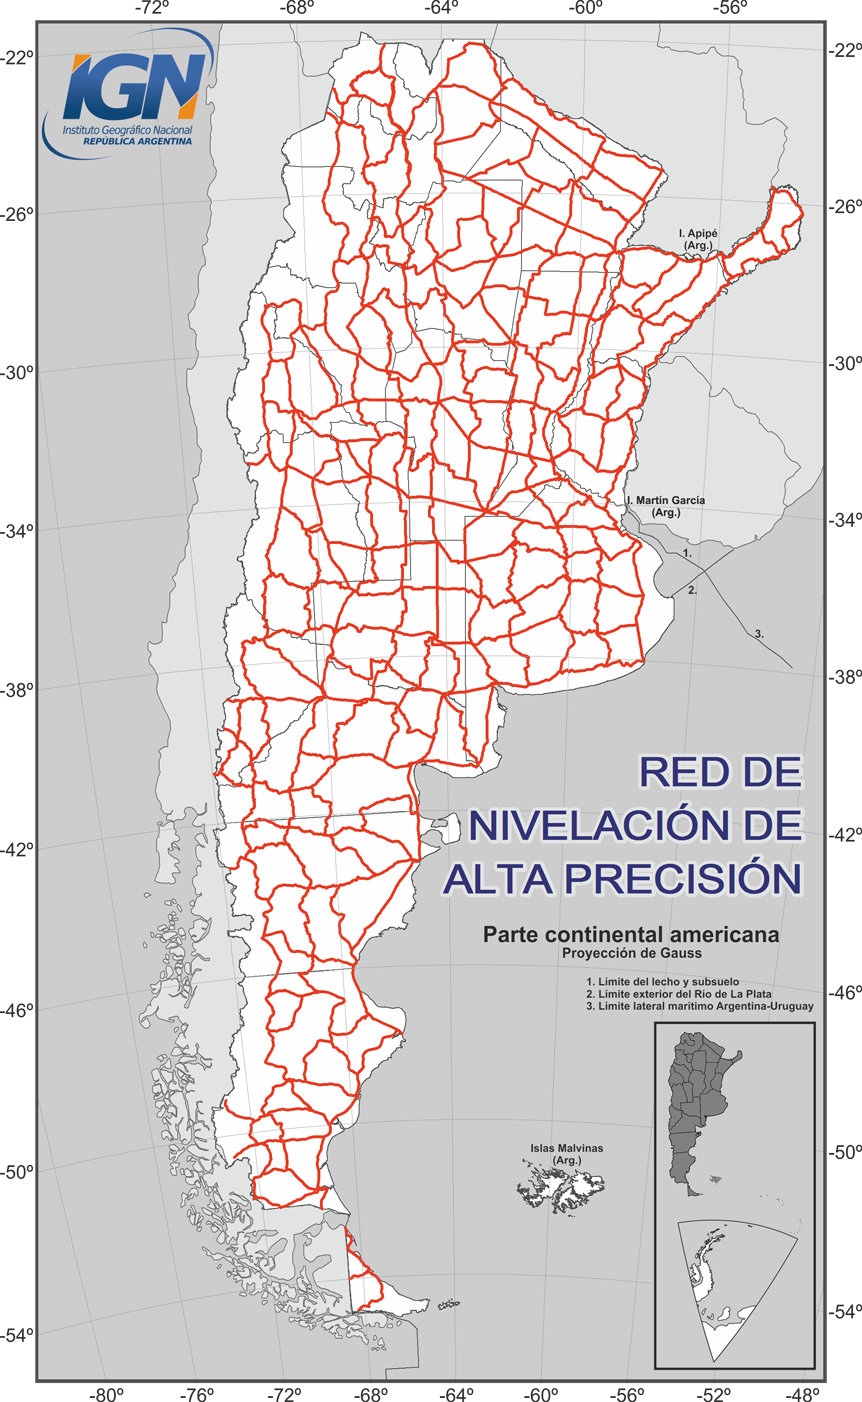 -72º
-68º
-64º
-60º
-56º
-22º
-22º
IGN
Instituto Geográfico Nacional
REPÚBLICA ARGENTINA
-26º
-26º
I. Apipé
(Arg.)
-30º
-30º
I. Martín García
(Arg.)
-34º
-34º
1.
2.
3.
-38º
-38º
RED DE
NIVELACIÓN DE
ALTA PRECISIÓN
-42º
-42º
Parte continental americana
Proyección de Gauss
1. Límite del lecho y subsuelo
2. Límite exterior del Río de La Plata
3. Límite lateral marítimo Argentina-Uruguay
-46º
-46º
Islas Malvinas
(Arg.)
-50º
-50º
-54º
-54º
-80º
-76º
-72º
-68º
-64º
-60º
-56º
-52º
-48º